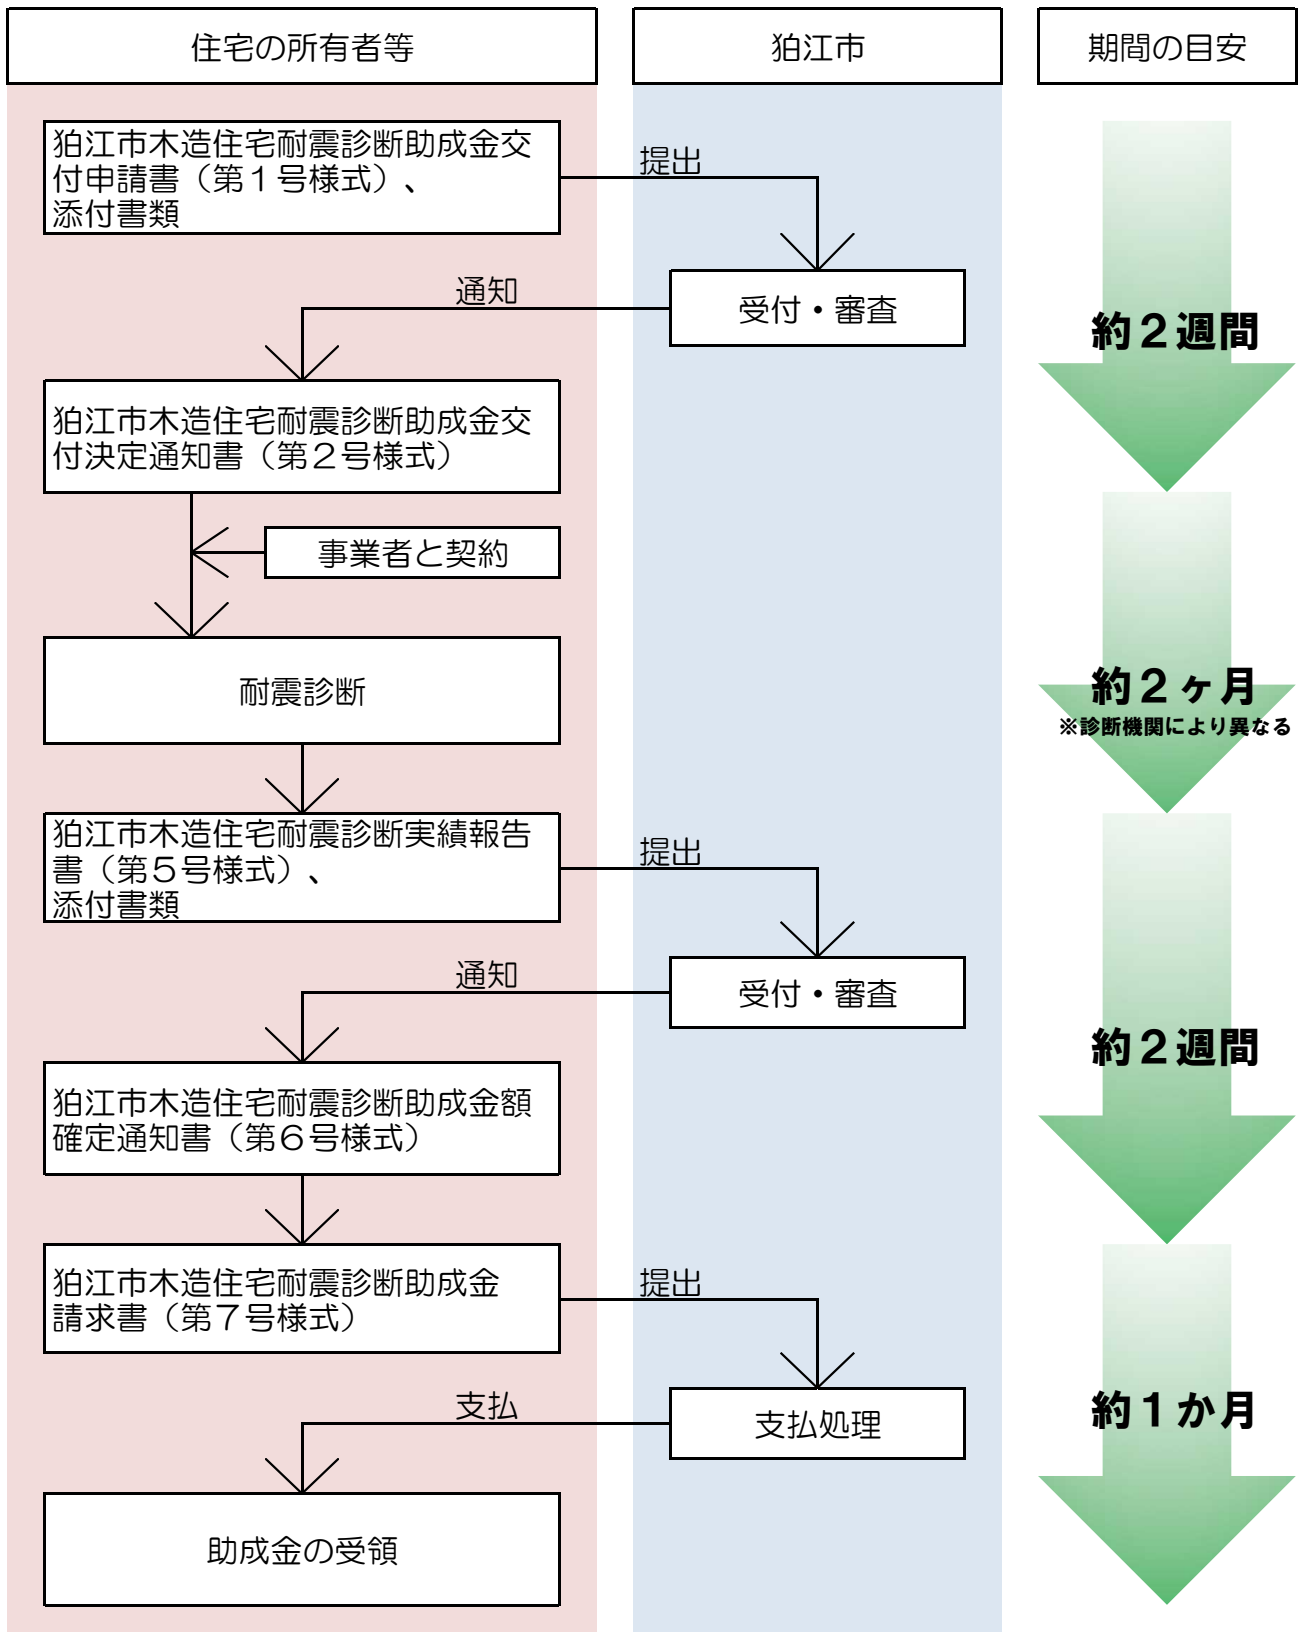 住宅の所有者等
狛江市
期間の目安
狛江市木造住宅耐震診断助成金交
付申請書（第１号様式）、
添付書類
提出
受付・審査
通知
約２週間
狛江市木造住宅耐震診断助成金交
付決定通知書（第２号様式）
事業者と契約
耐震診断
約２ヶ月
※診断機関により異なる
狛江市木造住宅耐震診断実績報告
書（第５号様式）、
添付書類
提出
受付・審査
通知
約２週間
狛江市木造住宅耐震診断助成金額
確定通知書（第６号様式）
狛江市木造住宅耐震診断助成金
請求書（第７号様式）
提出
支払処理
支払
約１か月
助成金の受領